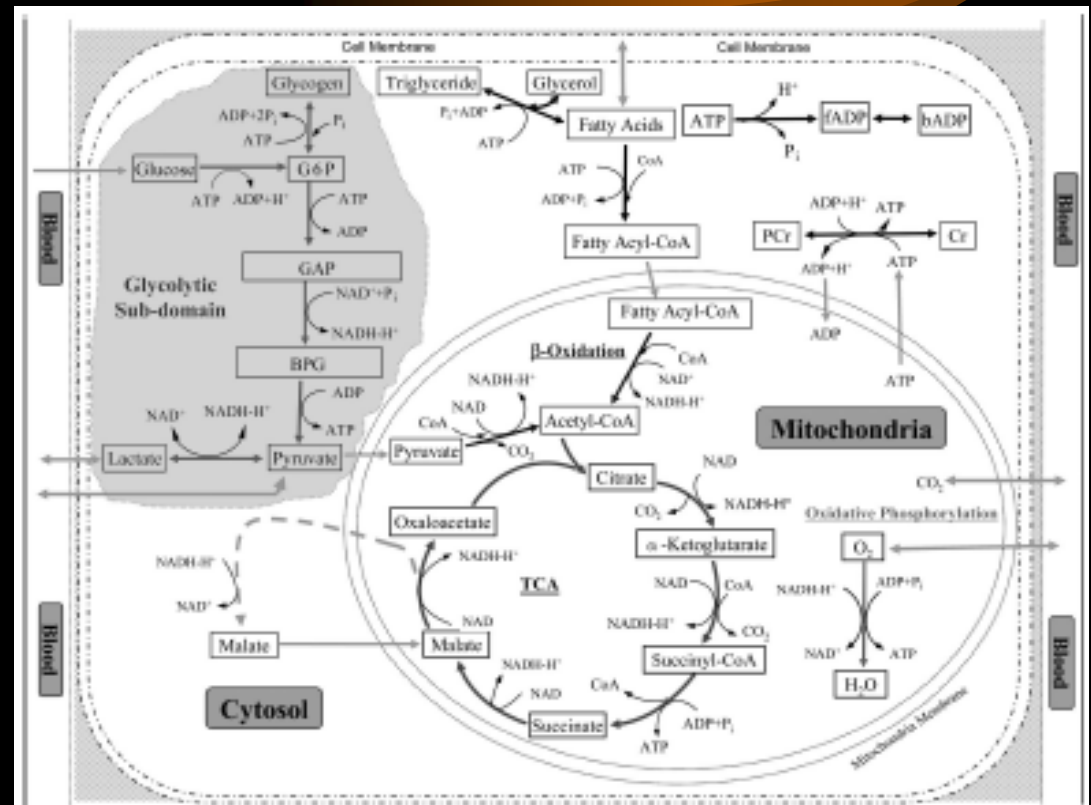 Cell Membrane
Cell Membrane
Glycogen
ADP+2Pi
ATP
Pi
Glucose
G6P
ATP
ADP+H⁺
ATP
ADP
GAP
Glycolytic
Sub-domain
NAD⁺+Pi
NADH-H⁺
BPG
ADP
ATP
NAD⁺
NADH-H⁺
Lactate
Pyruvate
Blood
Blood
Triglyceride
Glycerol
Pi+ADP
ATP
Fatty Acids
ATP
CoA
ADP+Pi
Fatty Acyl-CoA
ATP
H⁺
Pi
fADP
bADP
ADP+H⁺
ATP
PCr
Cr
ADP+H⁺
ATP
ADP
ATP
Blood
Blood
Fatty Acyl-CoA
β-Oxidation
CoA
NAD⁺
NADH-H⁺
NADH-H⁺
NAD
CoA
CO₂
Pyruvate
Acetyl-CoA
Mitochondria
Citrate
NAD
NADH-H⁺
CO₂
α-Ketoglutarate
NAD
CoA
NADH-H⁺
CO₂
Succinyl-CoA
CoA
ADP+Pi
ATP
Succinate
NADH-H⁺
NAD
Malate
NAD
NADH-H⁺
Oxaloacetate
TCA
CO₂
Oxidative Phosphorylation
O₂
NADH-H⁺
ADP+Pi
NAD⁺
ATP
H₂O
Mitochondria Membrane
NADH-H⁺
NAD⁺
Malate
Cytosol